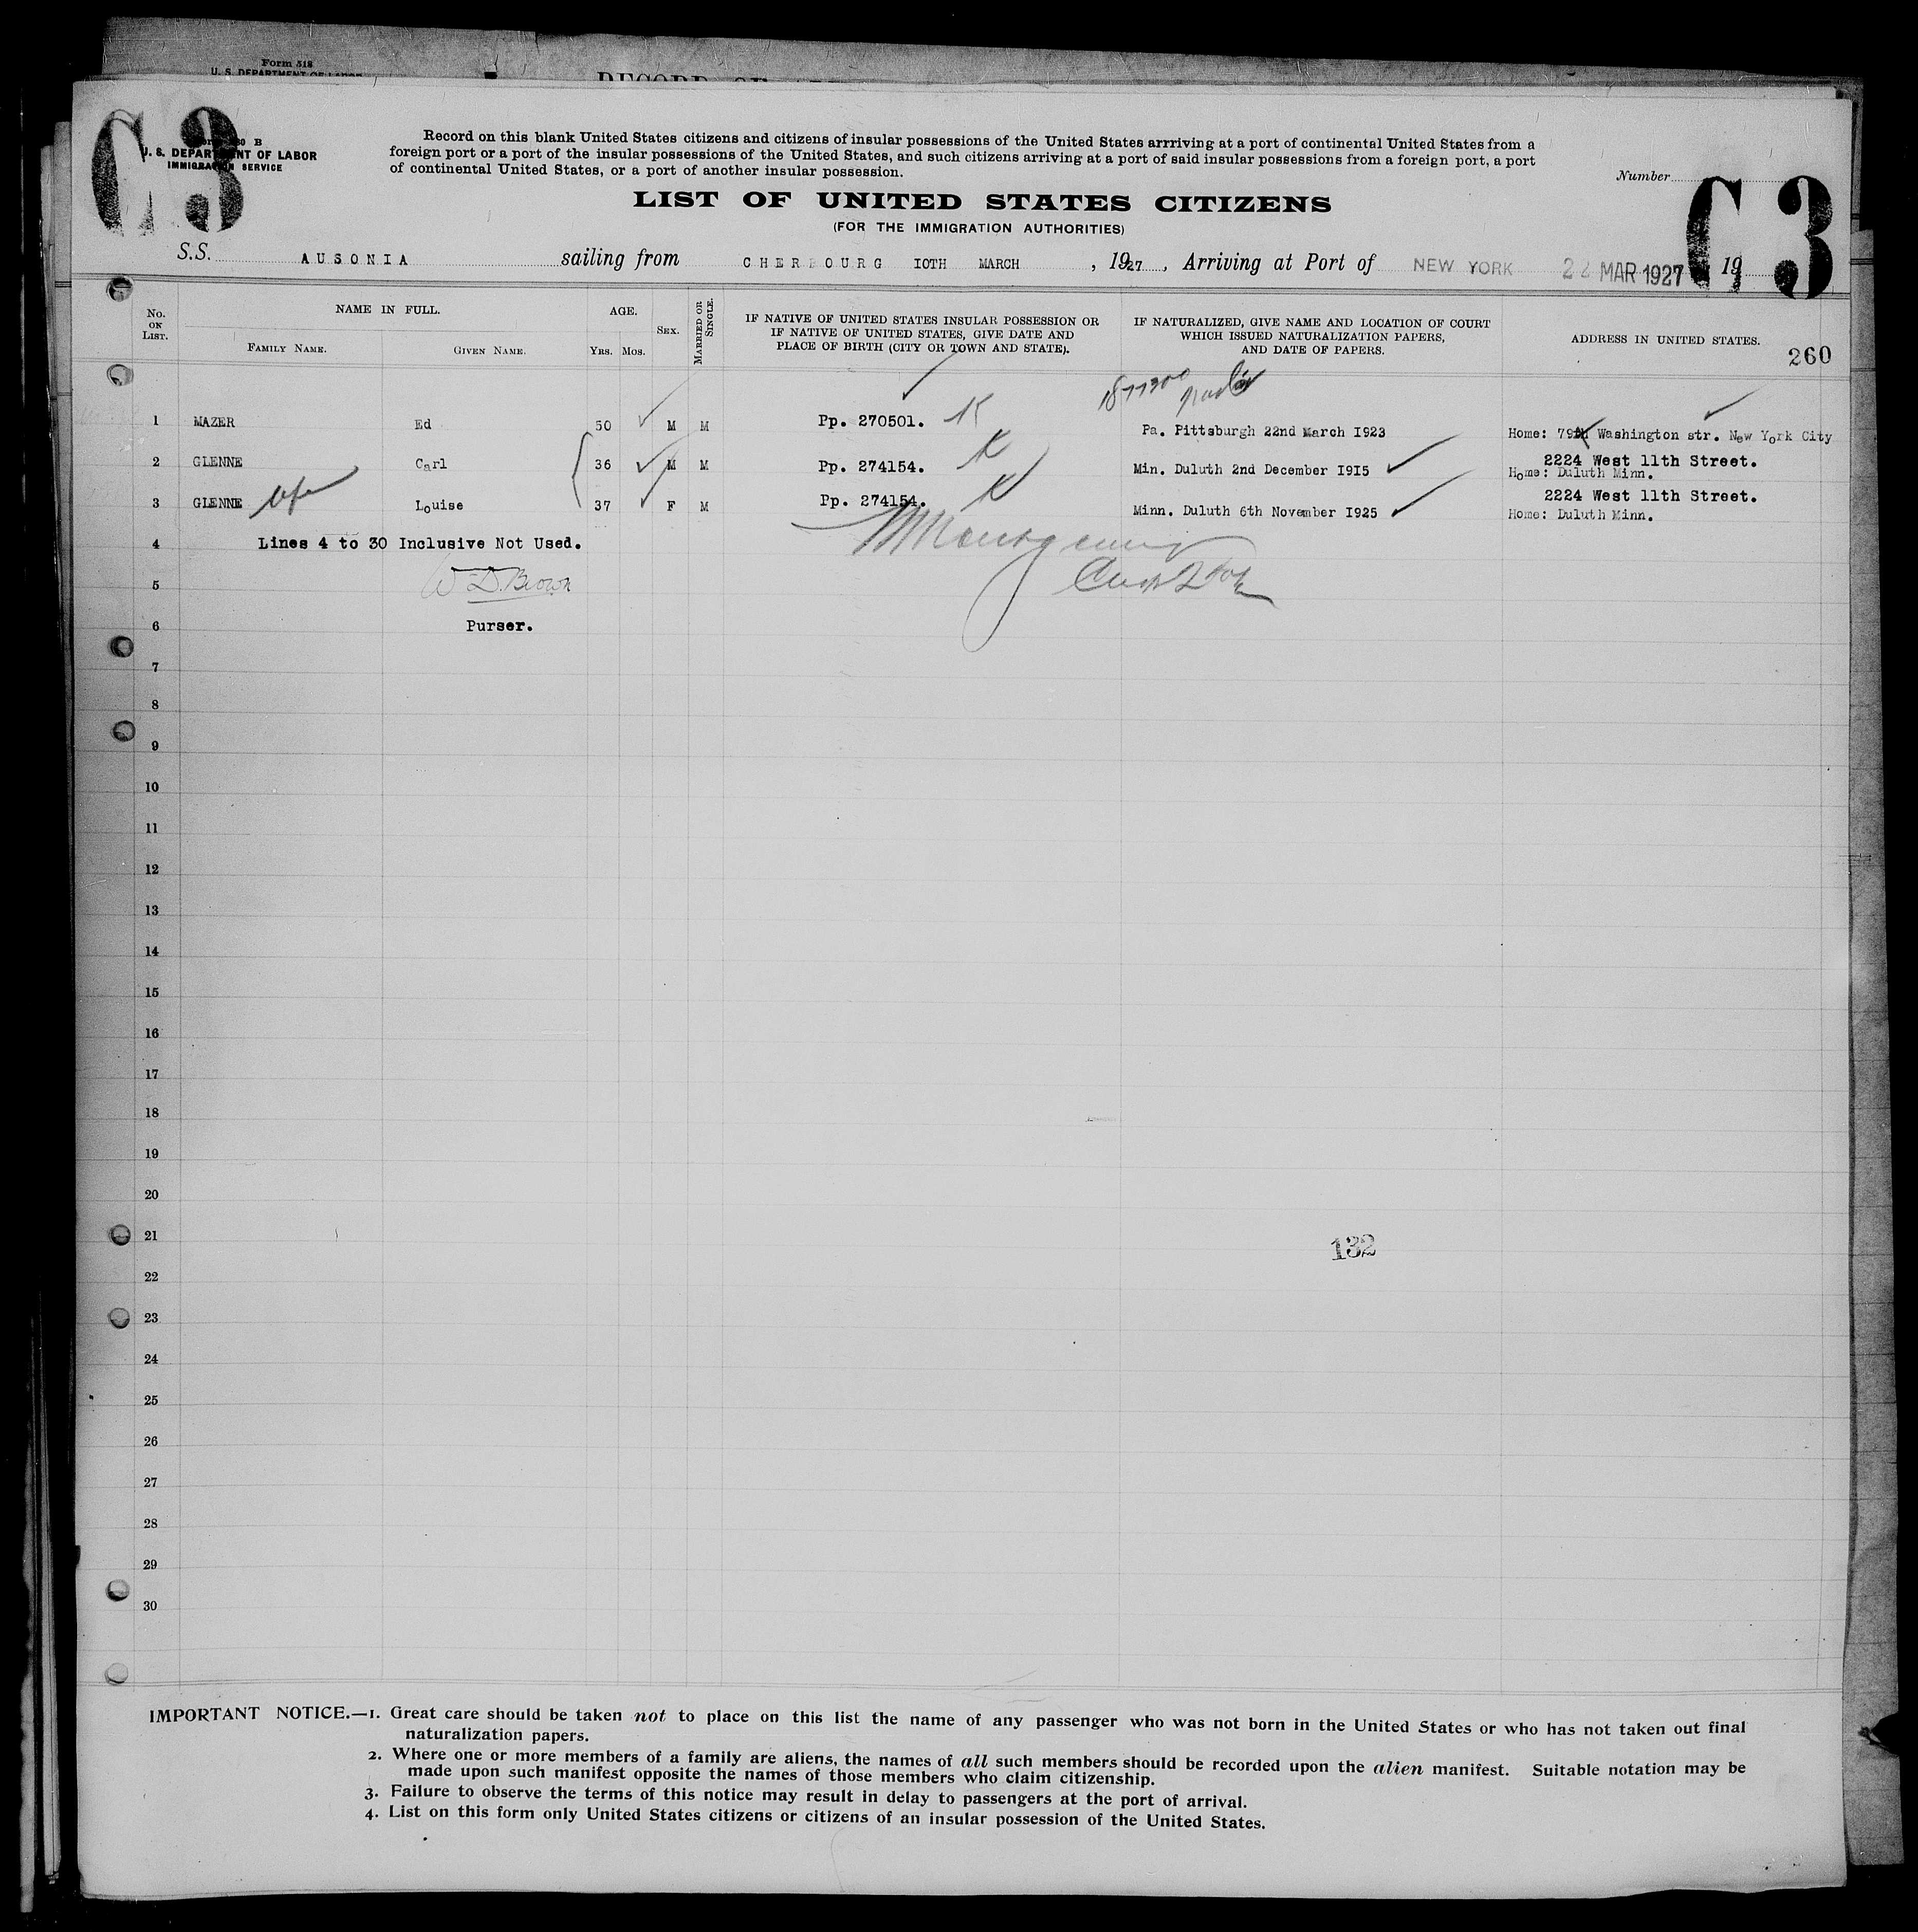 Form 518
U. S. DEPARTMENT OF LABOR
C3
U. S. DEPARTMENT OF LABOR
IMMIGRATION SERVICE
Record on this blank United States citizens and citizens of insular possessions of the United States arrriving at a port of continental United States from a
foreign port or a port of the insular possessions of the United States, and such citizens arriving at a port of said insular possessions from a foreign port, a port
of continental United States, or a port of another insular possession.
Number
C 3
LIST OF UNITED STATES CITIZENS
(FOR THE IMMIGRATION AUTHORITIES)
S.S. AUSONIA sailing from CHERBOURG IOTH MARCH , 1927, Arriving at Port of NEW YORK 22 MAR 1927 19
No. ON LIST.
NAME IN FULL.
FAMILY NAME.
GIVEN NAME.
AGE.
YRS. MOS.
SEX.
MARRIED OR SINGLE.
IF NATIVE OF UNITED STATES INSULAR POSSESSION OR
IF NATIVE OF UNITED STATES, GIVE DATE AND
PLACE OF BIRTH (CITY OR TOWN AND STATE).
IF NATURALIZED, GIVE NAME AND LOCATION OF COURT
WHICH ISSUED NATURALIZATION PAPERS,
AND DATE OF PAPERS.
ADDRESS IN UNITED STATES.
260
1877300
1 MAZER Ed 50 M M Pp. 270501. K Pa. Pittsburgh 22nd March I923 Home: 79 Washington str. New York City
2224 West 11th Street.
2 GLENNE Carl 36 M M Pp. 274154. K Min. Duluth 2nd December I9I5 Home: Duluth Minn.
2224 West 11th Street.
3 GLENNE wfe Louise 37 F M Pp. 274154. K Minn. Duluth 6th November I925 Home: Duluth Minn.
4 Lines 4 to 30 Inclusive Not Used.
5 W D. Brown
6 Purser.
7
8
9
10
11
12
13
14
15
16
17
18
19
20
21
132
22
23
24
25
26
27
28
29
30
IMPORTANT NOTICE.—1. Great care should be taken not to place on this list the name of any passenger who was not born in the United States or who has not taken out final
naturalization papers.
2. Where one or more members of a family are aliens, the names of all such members should be recorded upon the alien manifest. Suitable notation may be
made upon such manifest opposite the names of those members who claim citizenship.
3. Failure to observe the terms of this notice may result in delay to passengers at the port of arrival.
4. List on this form only United States citizens or citizens of an insular possession of the United States.